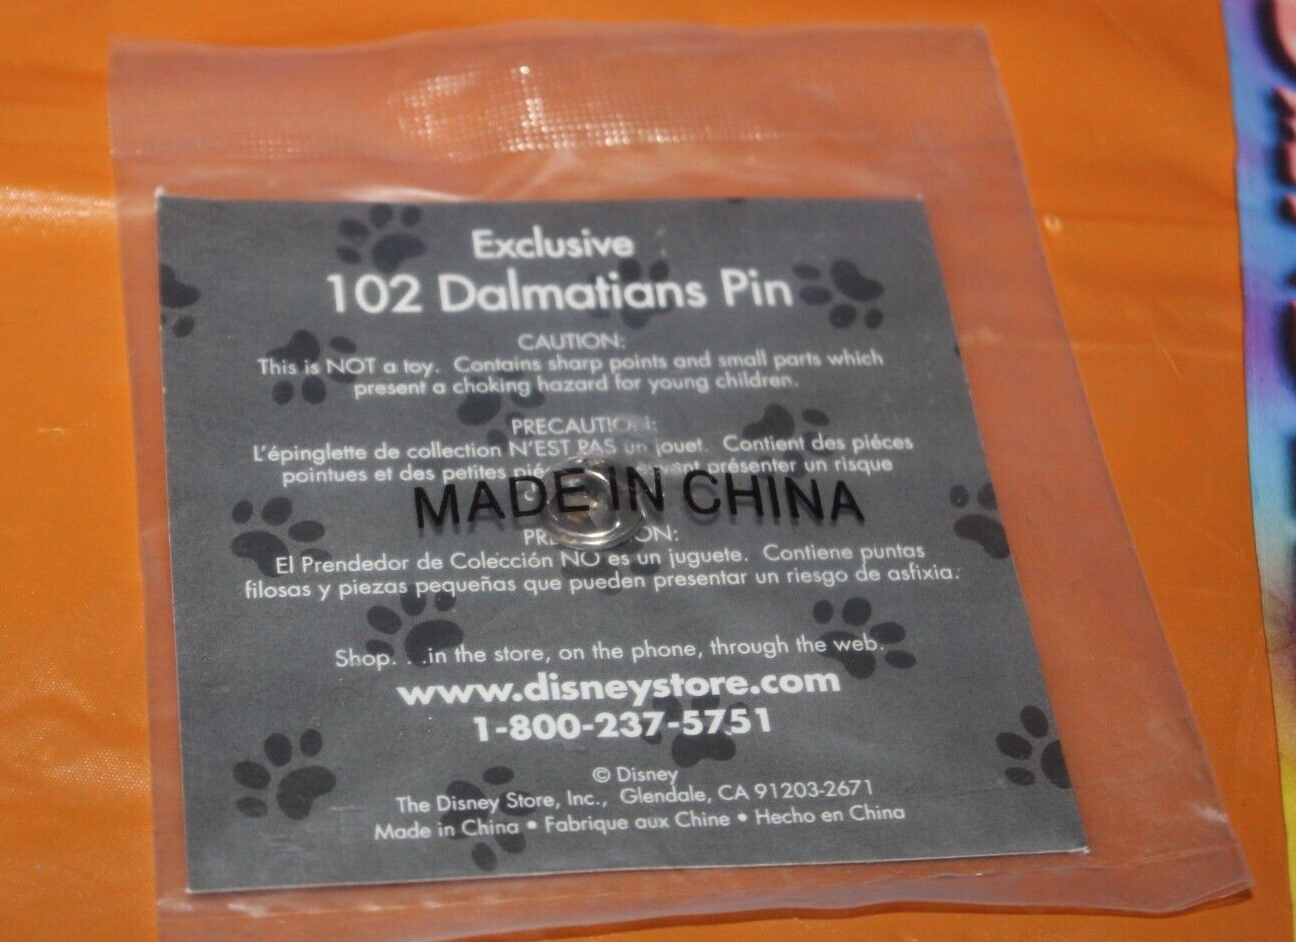 Exclusive
102 Dalmatians Pin
CAUTION:
This is NOT a toy. Contains sharp points and small parts which
present a choking hazard for young children.
PRECAUTION:
L'épinglette de collection N'EST PAS un jouet. Contient des piéces
pointues et des petites présenter un risque
MADE IN CHINA
El Prendedor de Colección NO es un juguete. Contiene puntas
filosas y piezas pequeñas que pueden presentar un riesgo de asfixia.
Shop. . .in the store, on the phone, through the web.
www.disneystore.com
1-800-237-5751
© Disney
The Disney Store, Inc., Glendale, CA 91203-2671
Made in China • Fabrique aux Chine • Hecho en China